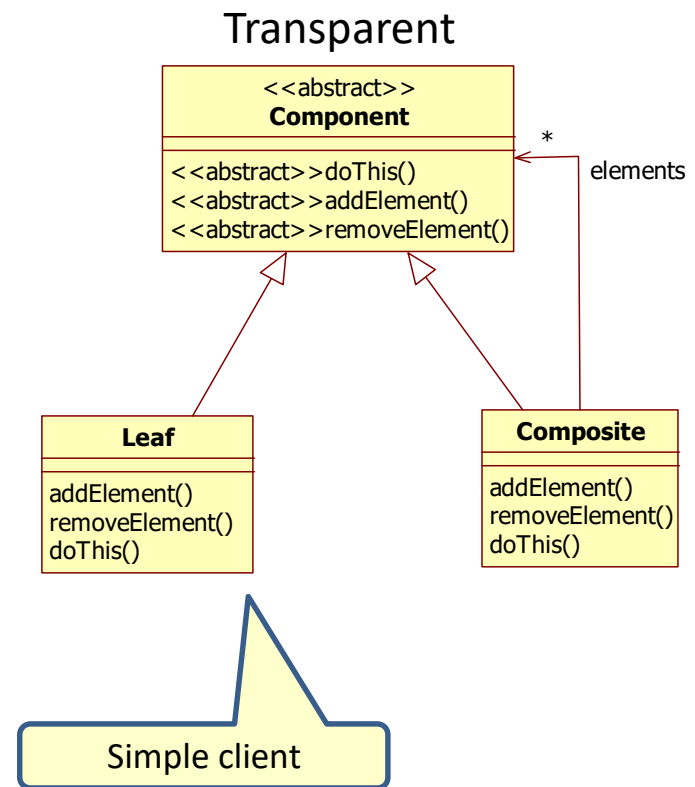 Transparent
<<abstract>>
Component
<<abstract>>doThis()
<<abstract>>addElement()
<<abstract>>removeElement()
*
elements
Leaf
addElement()
removeElement()
doThis()
Composite
addElement()
removeElement()
doThis()
Simple client